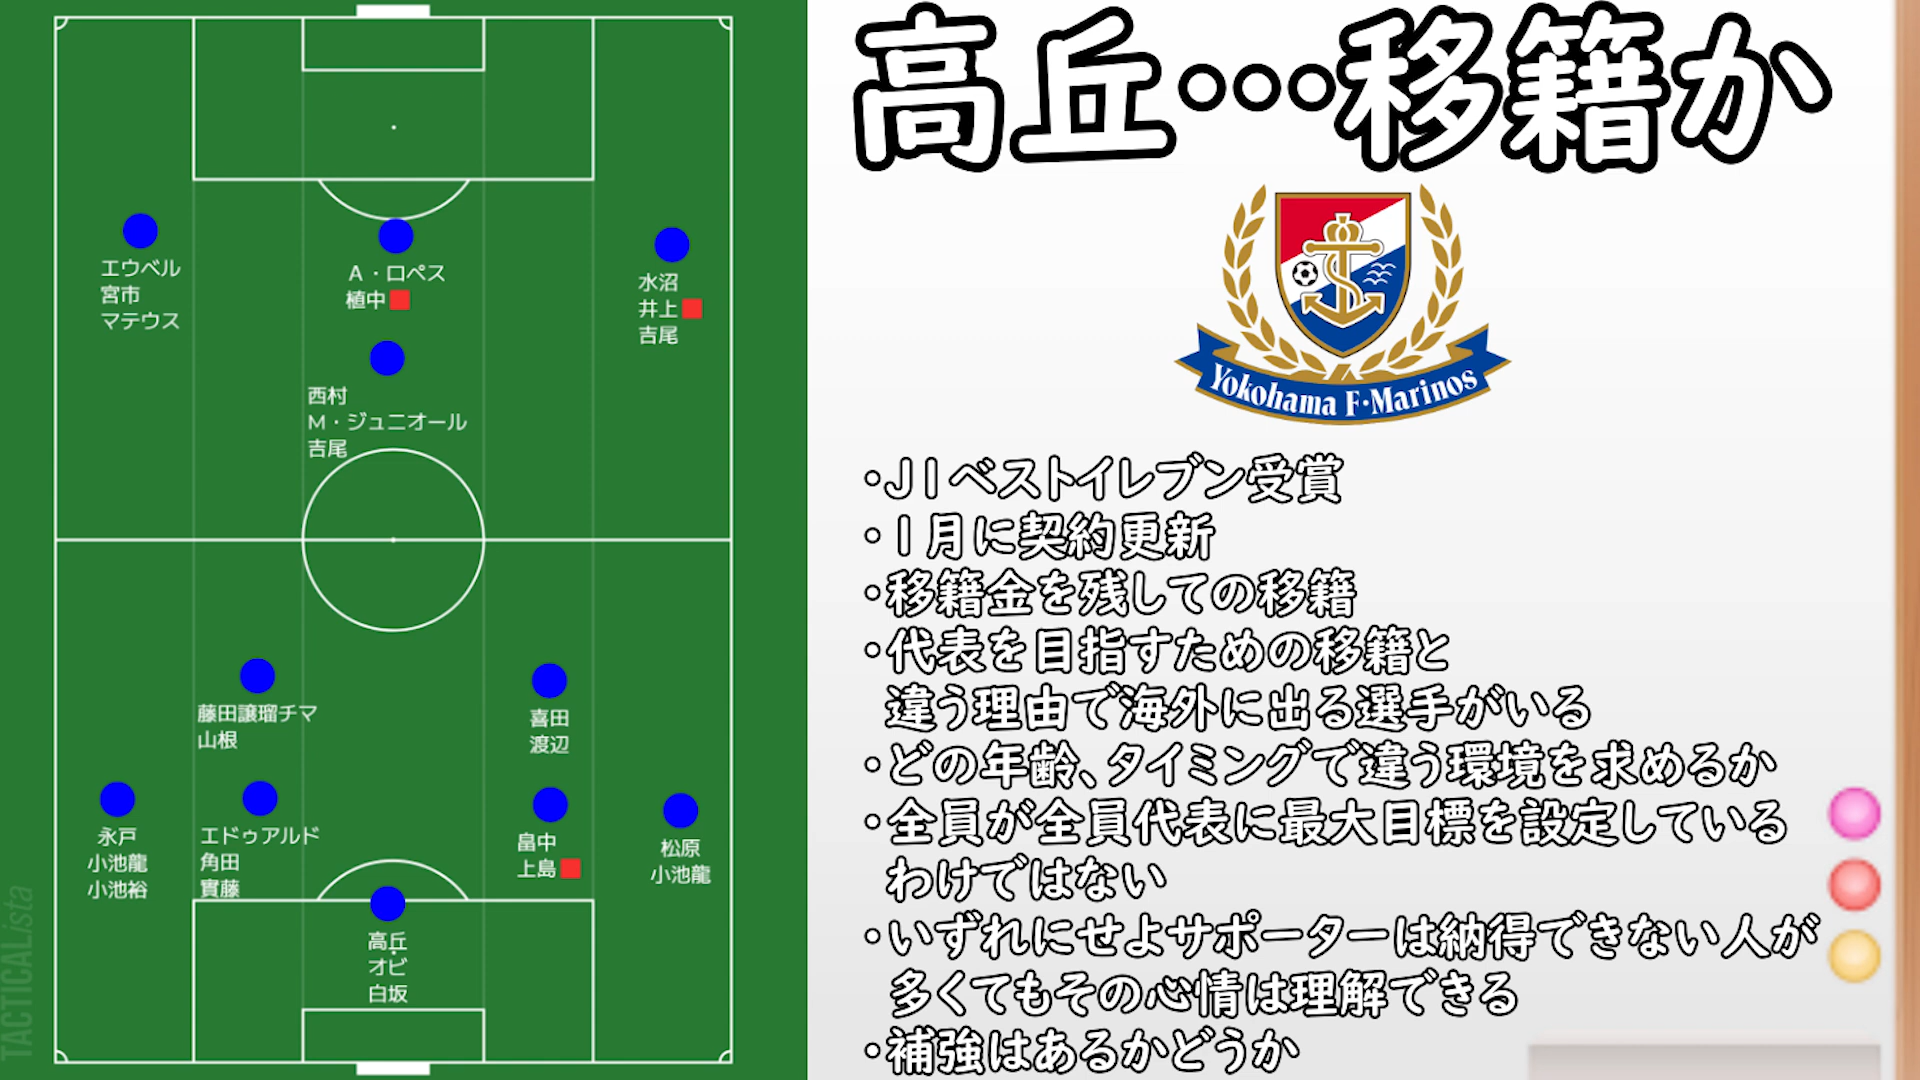 高丘…移籍か
Yokohama F・Marinos
・J1ベストイレブン受賞
・1月に契約更新
・移籍金を残しての移籍
・代表を目指すための移籍と
違う理由で海外に出る選手がいる
・どの年齢、タイミングで違う環境を求めるか
・全員が全員代表に最大目標を設定している
わけではない
・いずれにせよサポーターは納得できない人が
多くてもその心情は理解できる
・補強はあるかどうか
エウベル
宮市
マテウス
A・ロペス
植中
水沼
井上
吉尾
西村
M・ジュニオール
吉尾
藤田譲瑠チマ
山根
喜田
渡辺
永戸
小池龍
小池裕
エドゥアルド
角田
實藤
畠中
上島
松原
小池龍
高丘
オビ
白坂
TACTICALista